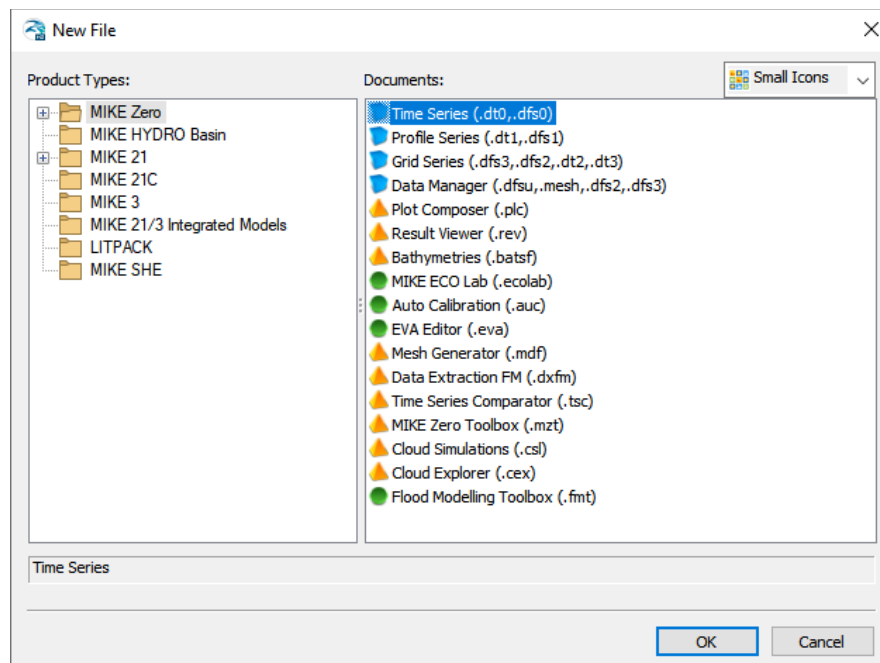 New File
Product Types:
Documents:
Small Icons
MIKE Zero
MIKE HYDRO Basin
MIKE 21
MIKE 21C
MIKE 3
MIKE 21/3 Integrated Models
LITPACK
MIKE SHE
Time Series (.dt0,.dfs0)
Profile Series (.dt1,.dfs1)
Grid Series (.dfs3,.dfs2,.dt2,.dt3)
Data Manager (.dfsu,.mesh,.dfs2,.dfs3)
Plot Composer (.plc)
Result Viewer (.rev)
Bathymetries (.batsf)
MIKE ECO Lab (.ecolab)
Auto Calibration (.auc)
EVA Editor (.eva)
Mesh Generator (.mdf)
Data Extraction FM (.dxfm)
Time Series Comparator (.tsc)
MIKE Zero Toolbox (.mzt)
Cloud Simulations (.csl)
Cloud Explorer (.cex)
Flood Modelling Toolbox (.fmt)
Time Series
OK
Cancel